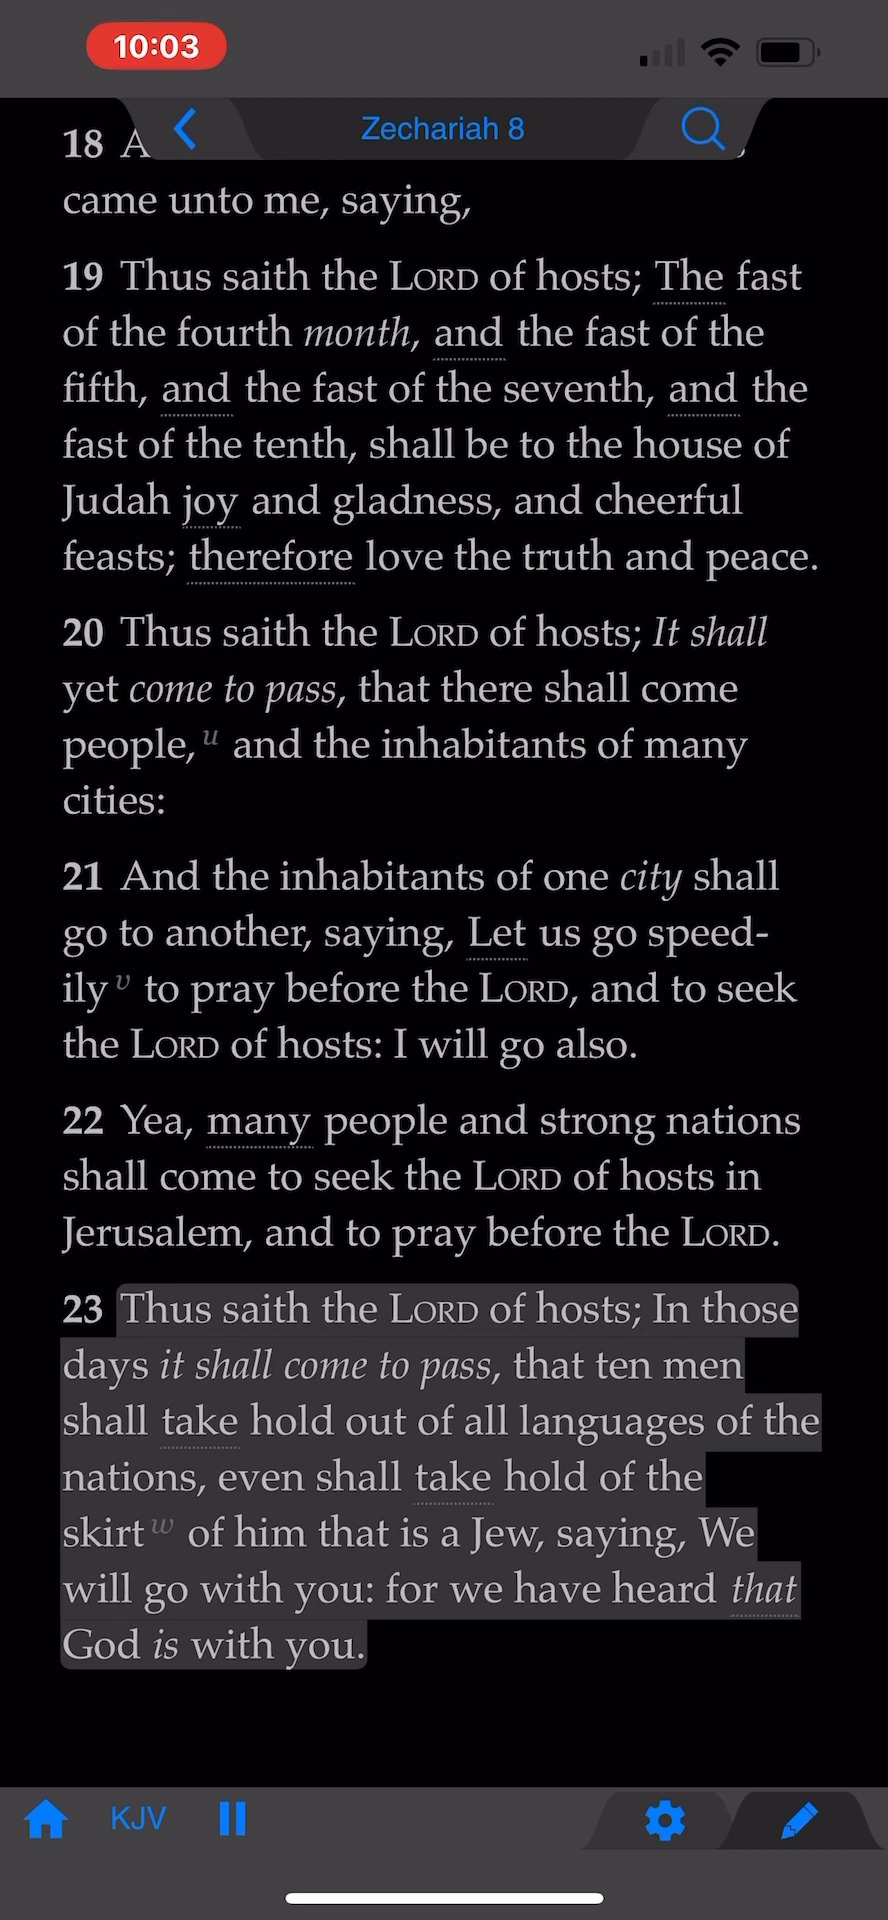 10:03
Zechariah 8
18 A
came unto me, saying,
19 Thus saith the LORD of hosts; The fast
of the fourth month, and the fast of the
fifth, and the fast of the seventh, and the
fast of the tenth, shall be to the house of
Judah joy and gladness, and cheerful
feasts; therefore love the truth and peace.
20 Thus saith the LORD of hosts; It shall
yet come to pass, that there shall come
people, u and the inhabitants of many
cities:
21 And the inhabitants of one city shall
go to another, saying, Let us go speed-
ily v to pray before the LORD, and to seek
the LORD of hosts: I will go also.
22 Yea, many people and strong nations
shall come to seek the LORD of hosts in
Jerusalem, and to pray before the LORD.
23 Thus saith the LORD of hosts; In those
days it shall come to pass, that ten men
shall take hold out of all languages of the
nations, even shall take hold of the
skirt w of him that is a Jew, saying, We
will go with you: for we have heard that
God is with you.
KJV